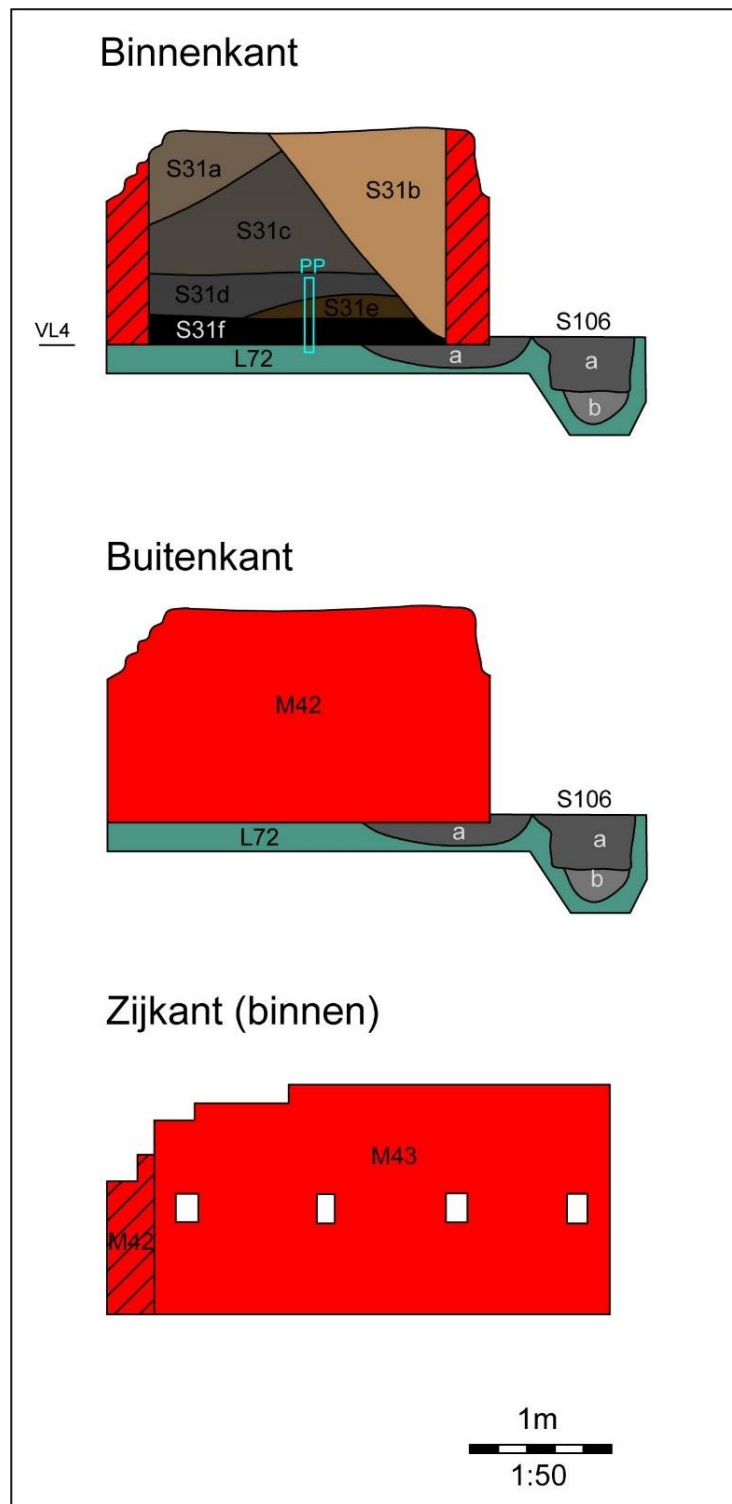 Binnenkant
S31a
S31b
S31c
PP
S31d
S31e
VL4
S31f
S106
L72
a
a
b
Buitenkant
M42
S106
L72
a
a
b
Zijkant (binnen)
M43
M42
1m
1:50